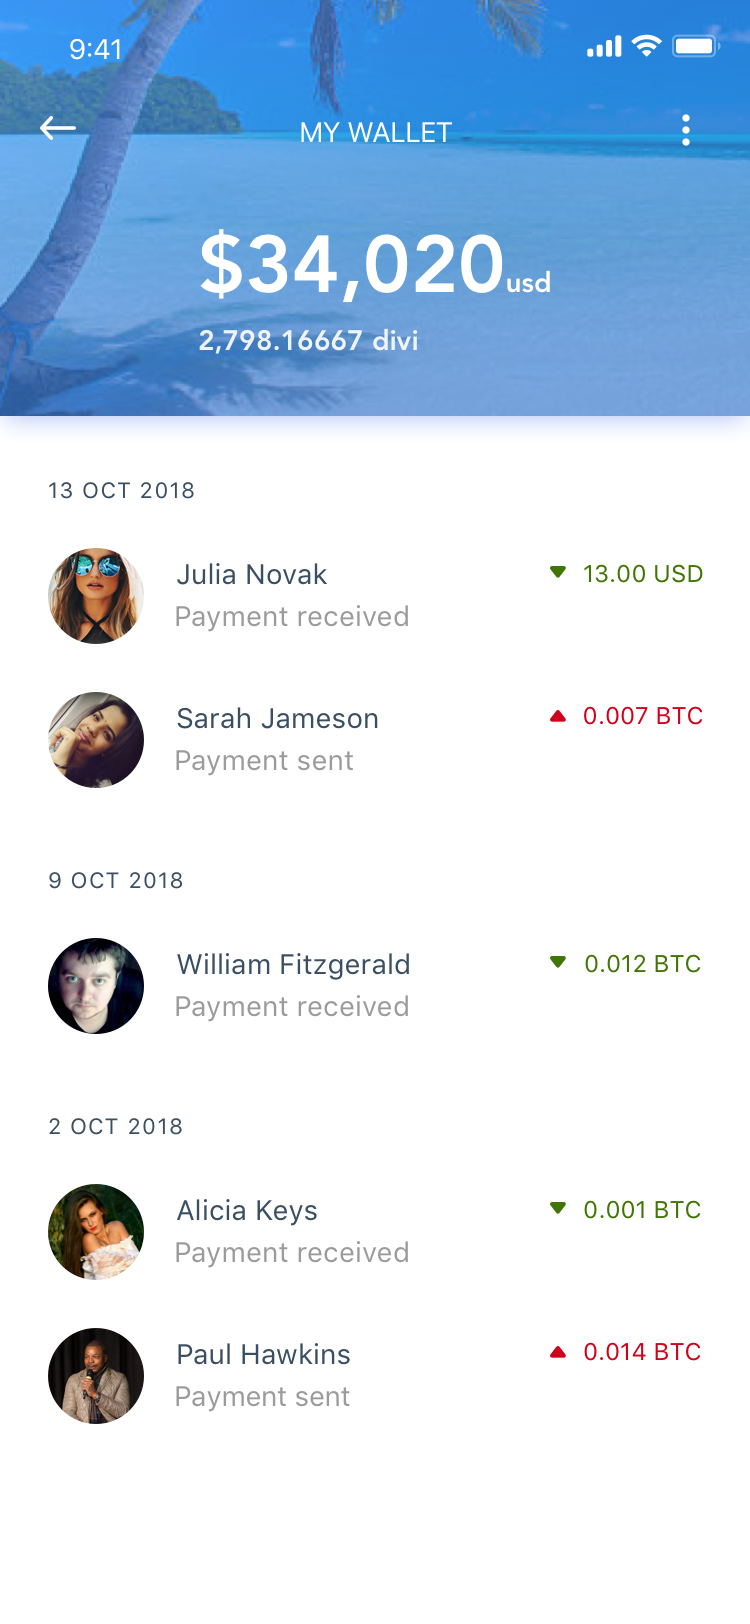 9:41
MY WALLET
$34,020 usd
2,798.16667 divi
13 OCT 2018
Julia Novak
13.00 USD
Payment received
Sarah Jameson
0.007 BTC
Payment sent
9 OCT 2018
William Fitzgerald
0.012 BTC
Payment received
2 OCT 2018
Alicia Keys
0.001 BTC
Payment received
Paul Hawkins
0.014 BTC
Payment sent